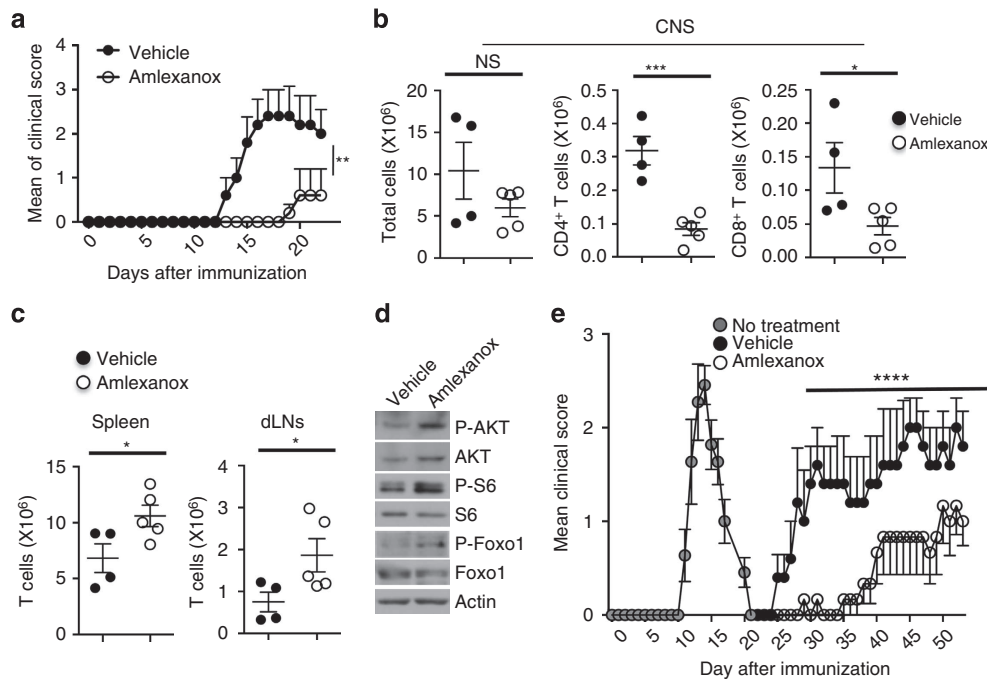 a
4
3
2
1
0
Mean of clinical score
Vehicle
Amlexanox
**
0 5 10 15 20
Days after immunization
b
CNS
NS
20
15
10
5
0
Total cells (X10⁶)
***
0.5
0.4
0.3
0.2
0.1
0.0
CD4⁺ T cells (X10⁶)
*
0.25
0.20
0.15
0.10
0.05
0.00
CD8⁺ T cells (X10⁶)
Vehicle
Amlexanox
c
Vehicle
Amlexanox
Spleen
*
15
10
5
0
T cells (X10⁶)
dLNs
*
4
3
2
1
0
T cells (X10⁶)
d
Vehicle
Amlexanox
P-AKT
AKT
P-S6
S6
P-Foxo1
Foxo1
Actin
e
No treatment
Vehicle
Amlexanox
****
3
2
1
0
Mean clinical score
0 5 10 15 20 25 30 35 40 45 50
Day after immunization